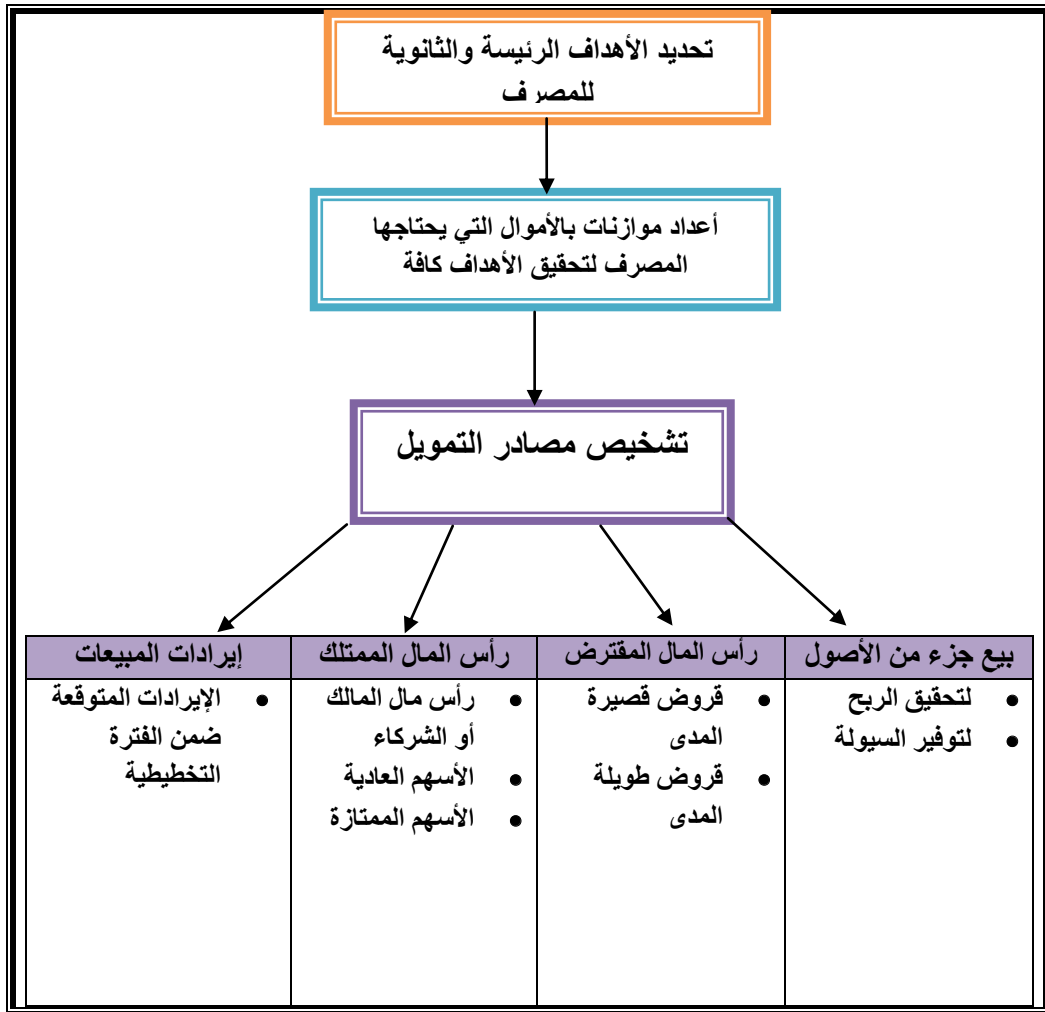 تحديد الأهداف الرئيسة والثانوية
للمصرف
أعداد موازنات بالأموال التي يحتاجها
المصرف لتحقيق الأهداف كافة
تشخيص مصادر التمويل
بيع جزء من الأصول
• لتحقيق الربح
• لتوفير السيولة
رأس المال المقترض
• قروض قصيرة
المدى
• قروض طويلة
المدى
رأس المال الممتلك
• رأس مال المالك
أو الشركاء
• الأسهم العادية
• الأسهم الممتازة
إيرادات المبيعات
• الإيرادات المتوقعة
ضمن الفترة
التخطيطية